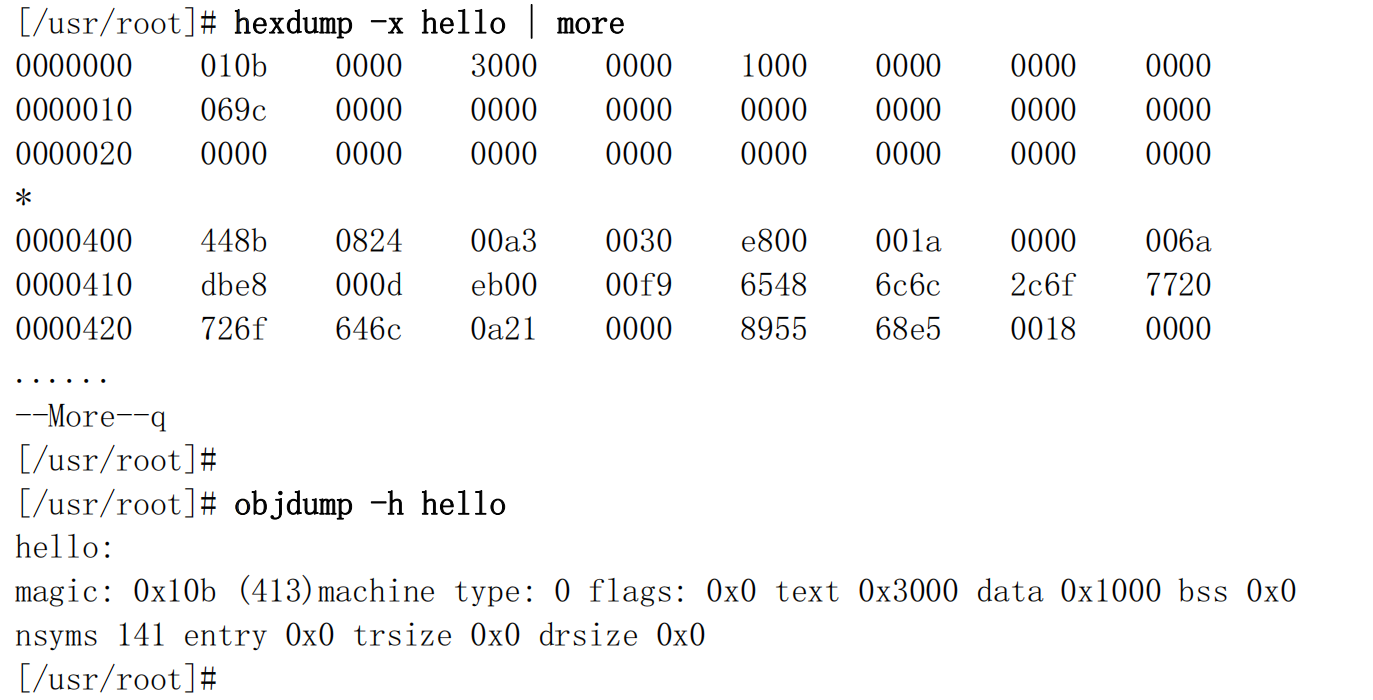 [/usr/root]# hexdump -x hello | more
0000000 010b 0000 3000 0000 1000 0000 0000 0000
0000010 069c 0000 0000 0000 0000 0000 0000 0000
0000020 0000 0000 0000 0000 0000 0000 0000 0000
*
0000400 448b 0824 00a3 0030 e800 001a 0000 006a
0000410 dbe8 000d eb00 00f9 6548 6c6c 2c6f 7720
0000420 726f 646c 0a21 0000 8955 68e5 0018 0000
......
--More--q
[/usr/root]#
[/usr/root]# objdump -h hello
hello:
magic: 0x10b (413)machine type: 0 flags: 0x0 text 0x3000 data 0x1000 bss 0x0
nsyms 141 entry 0x0 trsize 0x0 drsize 0x0
[/usr/root]#